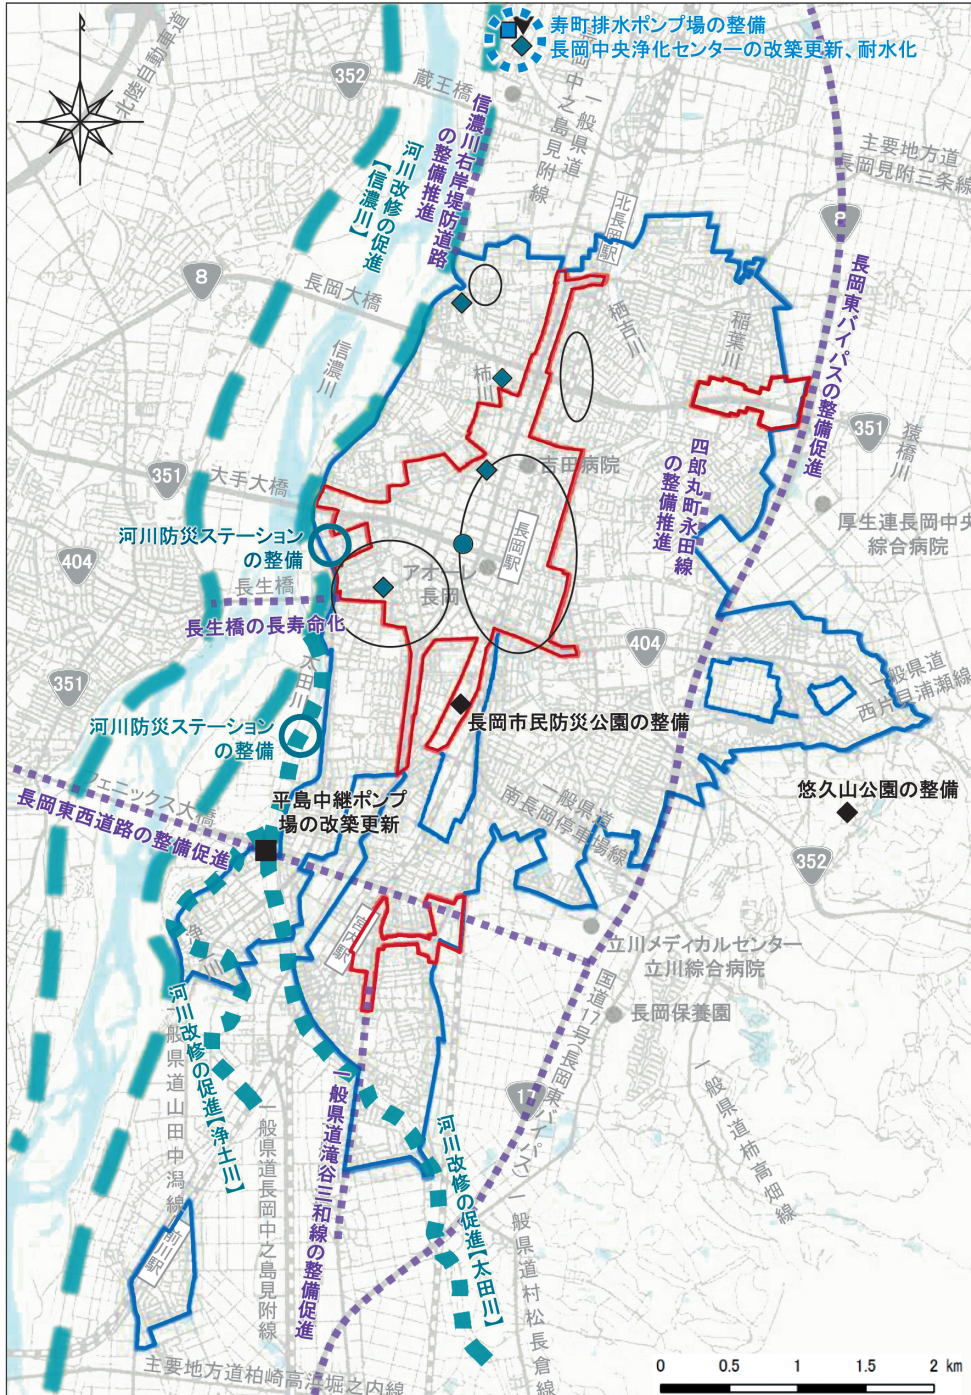 寿町排水ポンプ場の整備
長岡中央浄化センターの改築更新、耐水化
北陸自動車道
352
蔵王橋
一般県道
長岡中之島見附線
主要地方道
長岡見附三条線
信濃川右岸堤防道路
の整備推進
河川改修の促進
【信濃川】
北長岡駅
8
8
長岡大橋
信濃川
栖吉川
稲葉川
柿川
長岡東バイパスの整備促進
351
大手大橋
吉田病院
四郎丸町永田線
の整備推進
351
猿橋川
厚生連長岡中央
綜合病院
河川防災ステーション
の整備
長岡駅
404
アオーレ
長岡
長生橋
長生橋の長寿命化
太田川
404
351
一般県道
西片貝浦瀬線
河川防災ステーション
の整備
長岡市民防災公園の整備
フェニックス大橋
長岡東西道路の整備促進
平島中継ポンプ
場の改築更新
一般県道
南長岡停車場線
悠久山公園の整備
352
宮内駅
浄土川
立川メディカルセンター
立川綜合病院
長岡保養園
国道17号(長岡東バイパス)
17
河川改修の促進【浄土川】
一般県道山田中潟線
一般県道長岡中之島見附線
一般県道滝谷三和線の整備促進
河川改修の促進【太田川】
一般県道村松長倉線
一般県道柿高畑線
前川駅
主要地方道柏崎高浜堀之内線
0 0.5 1 1.5 2 km